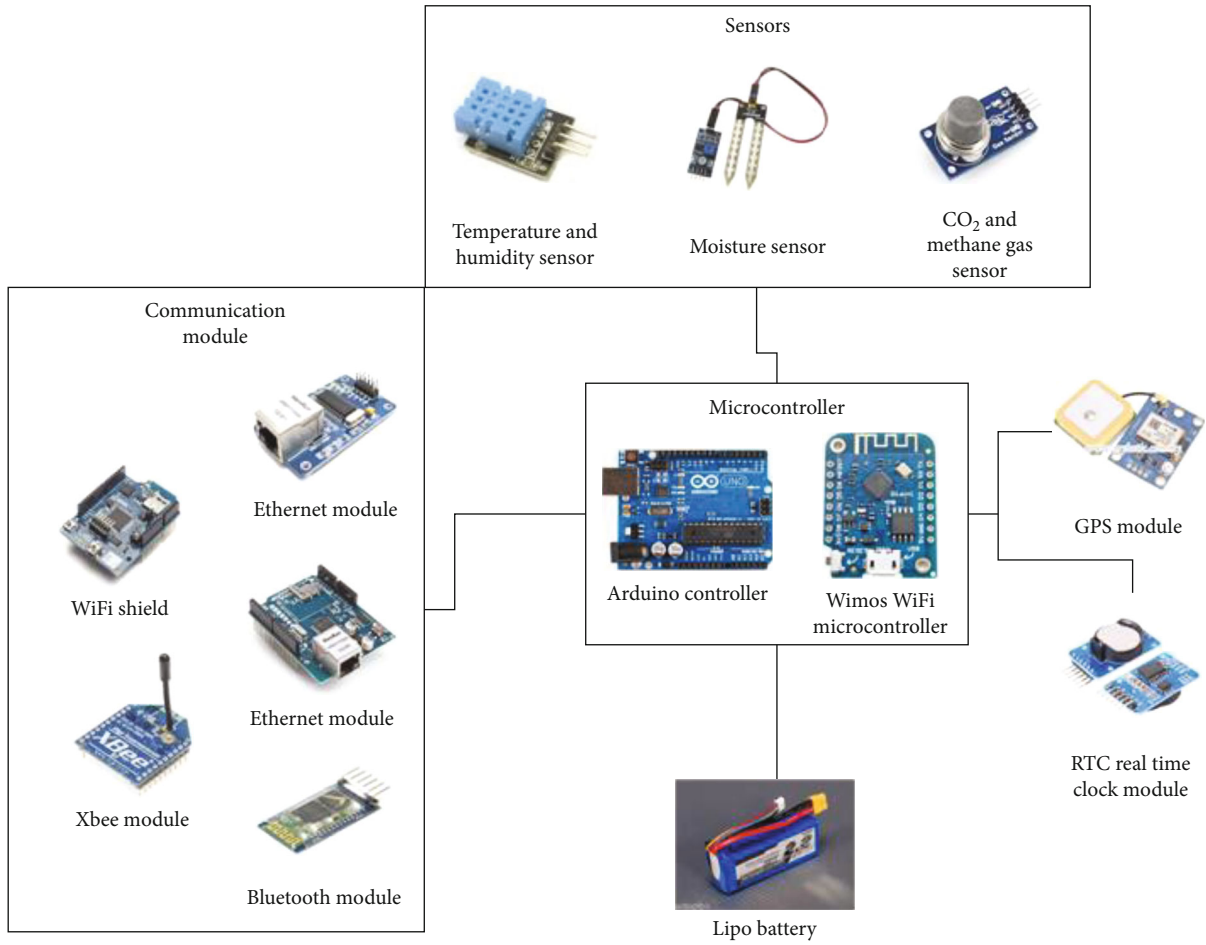 Sensors
Temperature and
humidity sensor
Moisture sensor
CO₂ and
methane gas
sensor
Communication
module
Ethernet module
WiFi shield
Ethernet module
XBee
Xbee module
Bluetooth module
Microcontroller
UNO
Arduino controller
Wimos WiFi
microcontroller
GPS module
RTC real time
clock module
Lipo battery